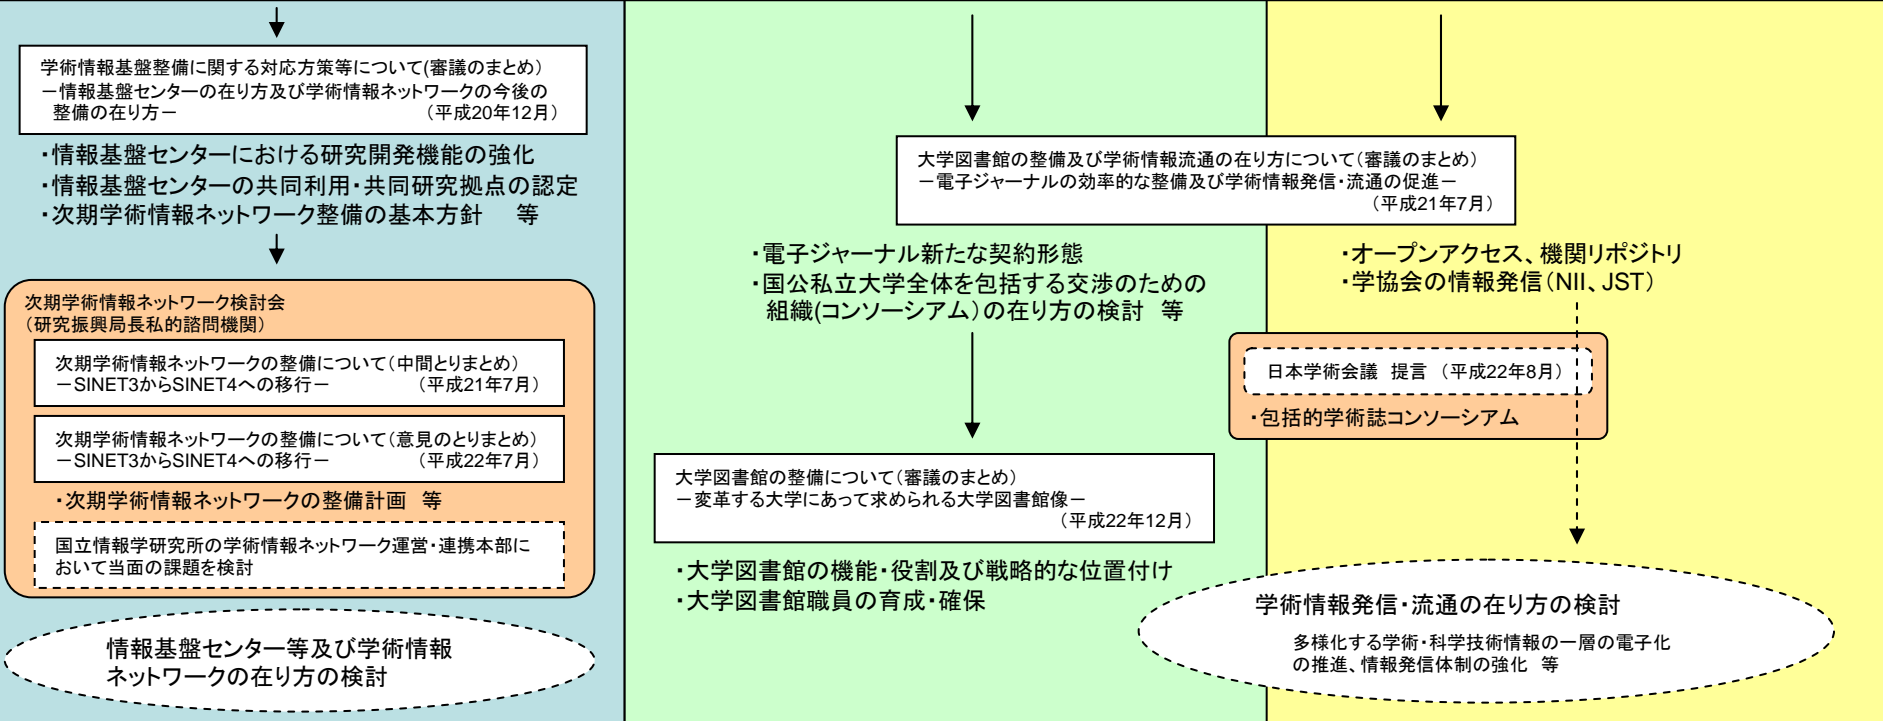 学術情報基盤整備に関する対応方策等について(審議のまとめ)
－情報基盤センターの在り方及び学術情報ネットワークの今後の
整備の在り方－ (平成20年12月)
・情報基盤センターにおける研究開発機能の強化
・情報基盤センターの共同利用・共同研究拠点の認定
・次期学術情報ネットワーク整備の基本方針 等
次期学術情報ネットワーク検討会
(研究振興局長私的諮問機関)
次期学術情報ネットワークの整備について(中間とりまとめ)
－SINET3からSINET4への移行－ (平成21年7月)
次期学術情報ネットワークの整備について(意見のとりまとめ)
－SINET3からSINET4への移行－ (平成22年7月)
・次期学術情報ネットワークの整備計画 等
国立情報学研究所の学術情報ネットワーク運営・連携本部に
おいて当面の課題を検討
情報基盤センター等及び学術情報
ネットワークの在り方の検討
大学図書館の整備及び学術情報流通の在り方について(審議のまとめ)
－電子ジャーナルの効率的な整備及び学術情報発信・流通の促進－
(平成21年7月)
・電子ジャーナル新たな契約形態
・国公私立大学全体を包括する交渉のための
組織(コンソーシアム)の在り方の検討 等
大学図書館の整備について(審議のまとめ)
－変革する大学にあって求められる大学図書館像－
(平成22年12月)
・大学図書館の機能・役割及び戦略的な位置付け
・大学図書館職員の育成・確保
・オープンアクセス、機関リポジトリ
・学協会の情報発信(NII、JST)
日本学術会議 提言 (平成22年8月)
・包括的学術誌コンソーシアム
学術情報発信・流通の在り方の検討
多様化する学術・科学技術情報の一層の電子化
の推進、情報発信体制の強化 等